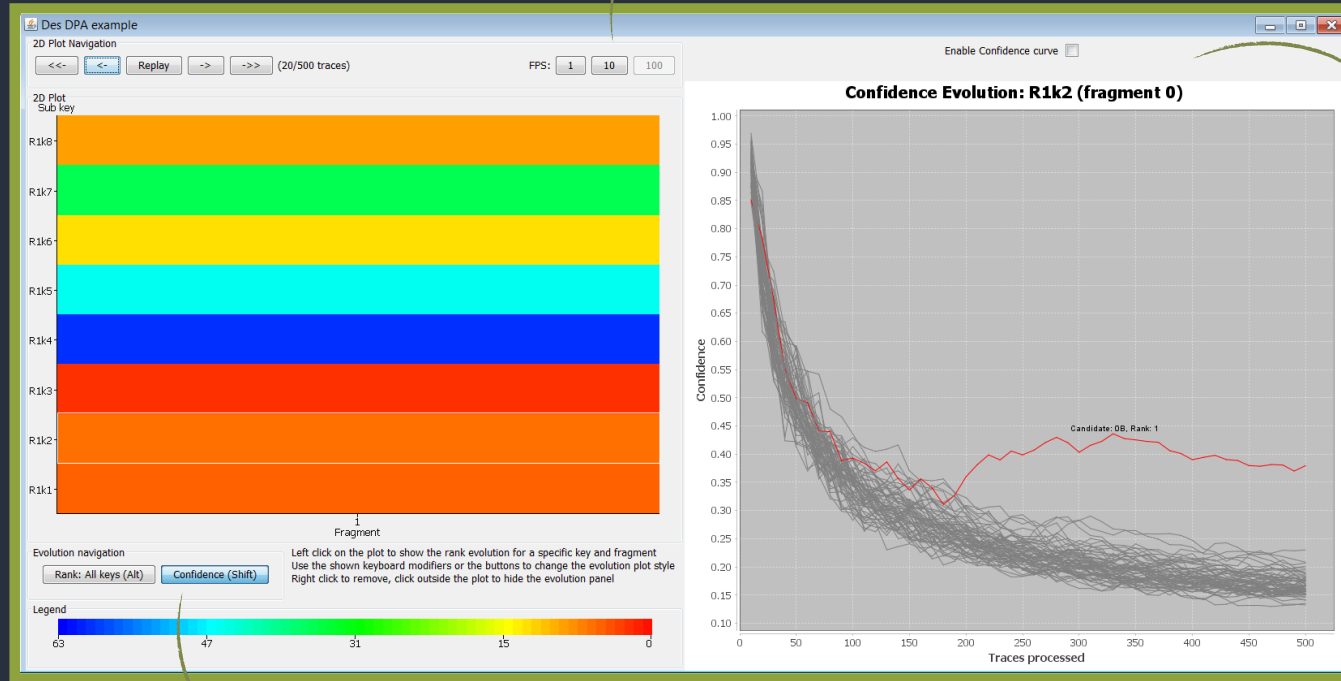 Des DPA example
2D Plot Navigation
<<- <- Replay -> ->> (20/500 traces) FPS: 1 10 100
2D Plot
Sub key
R1k8
R1k7
R1k6
R1k5
R1k4
R1k3
R1k2
R1k1
1
Fragment
Evolution navigation
Rank: All keys (Alt) Confidence (Shift)
Left click on the plot to show the rank evolution for a specific key and fragment
Use the shown keyboard modifiers or the buttons to change the evolution plot style
Right click to remove, click outside the plot to hide the evolution panel
Legend
63 47 31 15 0
Enable Confidence curve
Confidence Evolution: R1k2 (fragment 0)
1.00
0.95
0.90
0.85
0.80
0.75
0.70
0.65
0.60
0.55
0.50
0.45
0.40
0.35
0.30
0.25
0.20
0.15
0.10
Confidence
Candidate: 0B, Rank: 1
0 50 100 150 200 250 300 350 400 450 500
Traces processed